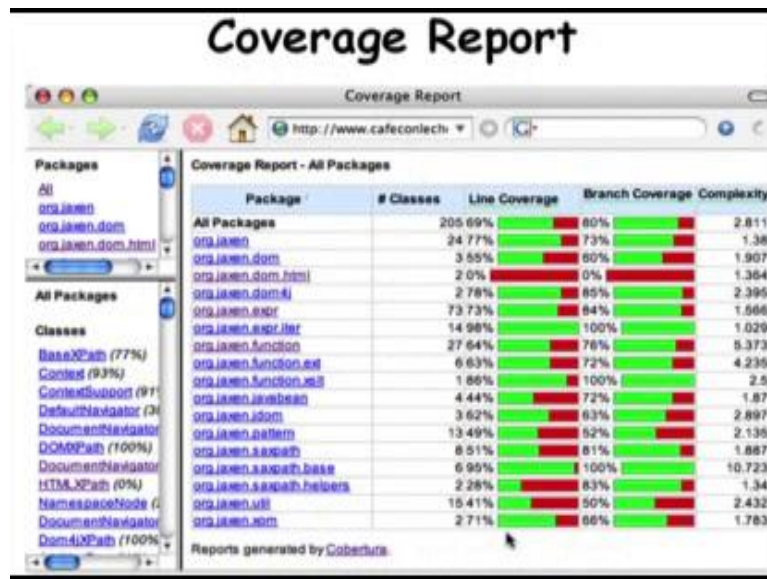 Coverage Report
Coverage Report
http://www.cafeconlech
Packages
All
org.jaxen
org.jaxen.dom
org.jaxen.dom.html
All Packages
Classes
BaseXPath (77%)
Context (93%)
ContextSupport (91
DefaultNavigator (3
DocumentNavigator
DOMXPath (100%)
DocumentNavigator
HTMLXPath (0%)
NamespaceNode (
DocumentNavigator
Dom4jXPath (100%
Coverage Report - All Packages
Package # Classes Line Coverage Branch Coverage Complexity
All Packages 205 69% 80% 2.811
org.jaxen 24 77% 73% 1.38
org.jaxen.dom 3 55% 60% 1.907
org.jaxen.dom.html 2 0% 0% 1.364
org.jaxen.dom4j 2 78% 85% 2.395
org.jaxen.expr 73 73% 84% 1.566
org.jaxen.expr.iter 14 98% 100% 1.029
org.jaxen.function 27 64% 76% 5.373
org.jaxen.function.ext 6 63% 72% 4.235
org.jaxen.function.xslt 1 86% 100% 2.5
org.jaxen.javabean 4 44% 72% 1.87
org.jaxen.jdom 3 62% 63% 2.897
org.jaxen.pattern 13 49% 52% 2.135
org.jaxen.saxpath 8 51% 81% 1.887
org.jaxen.saxpath.base 6 95% 100% 10.723
org.jaxen.saxpath.helpers 2 28% 83% 1.34
org.jaxen.util 15 41% 50% 2.432
org.jaxen.xom 2 71% 66% 1.783
Reports generated by Cobertura.